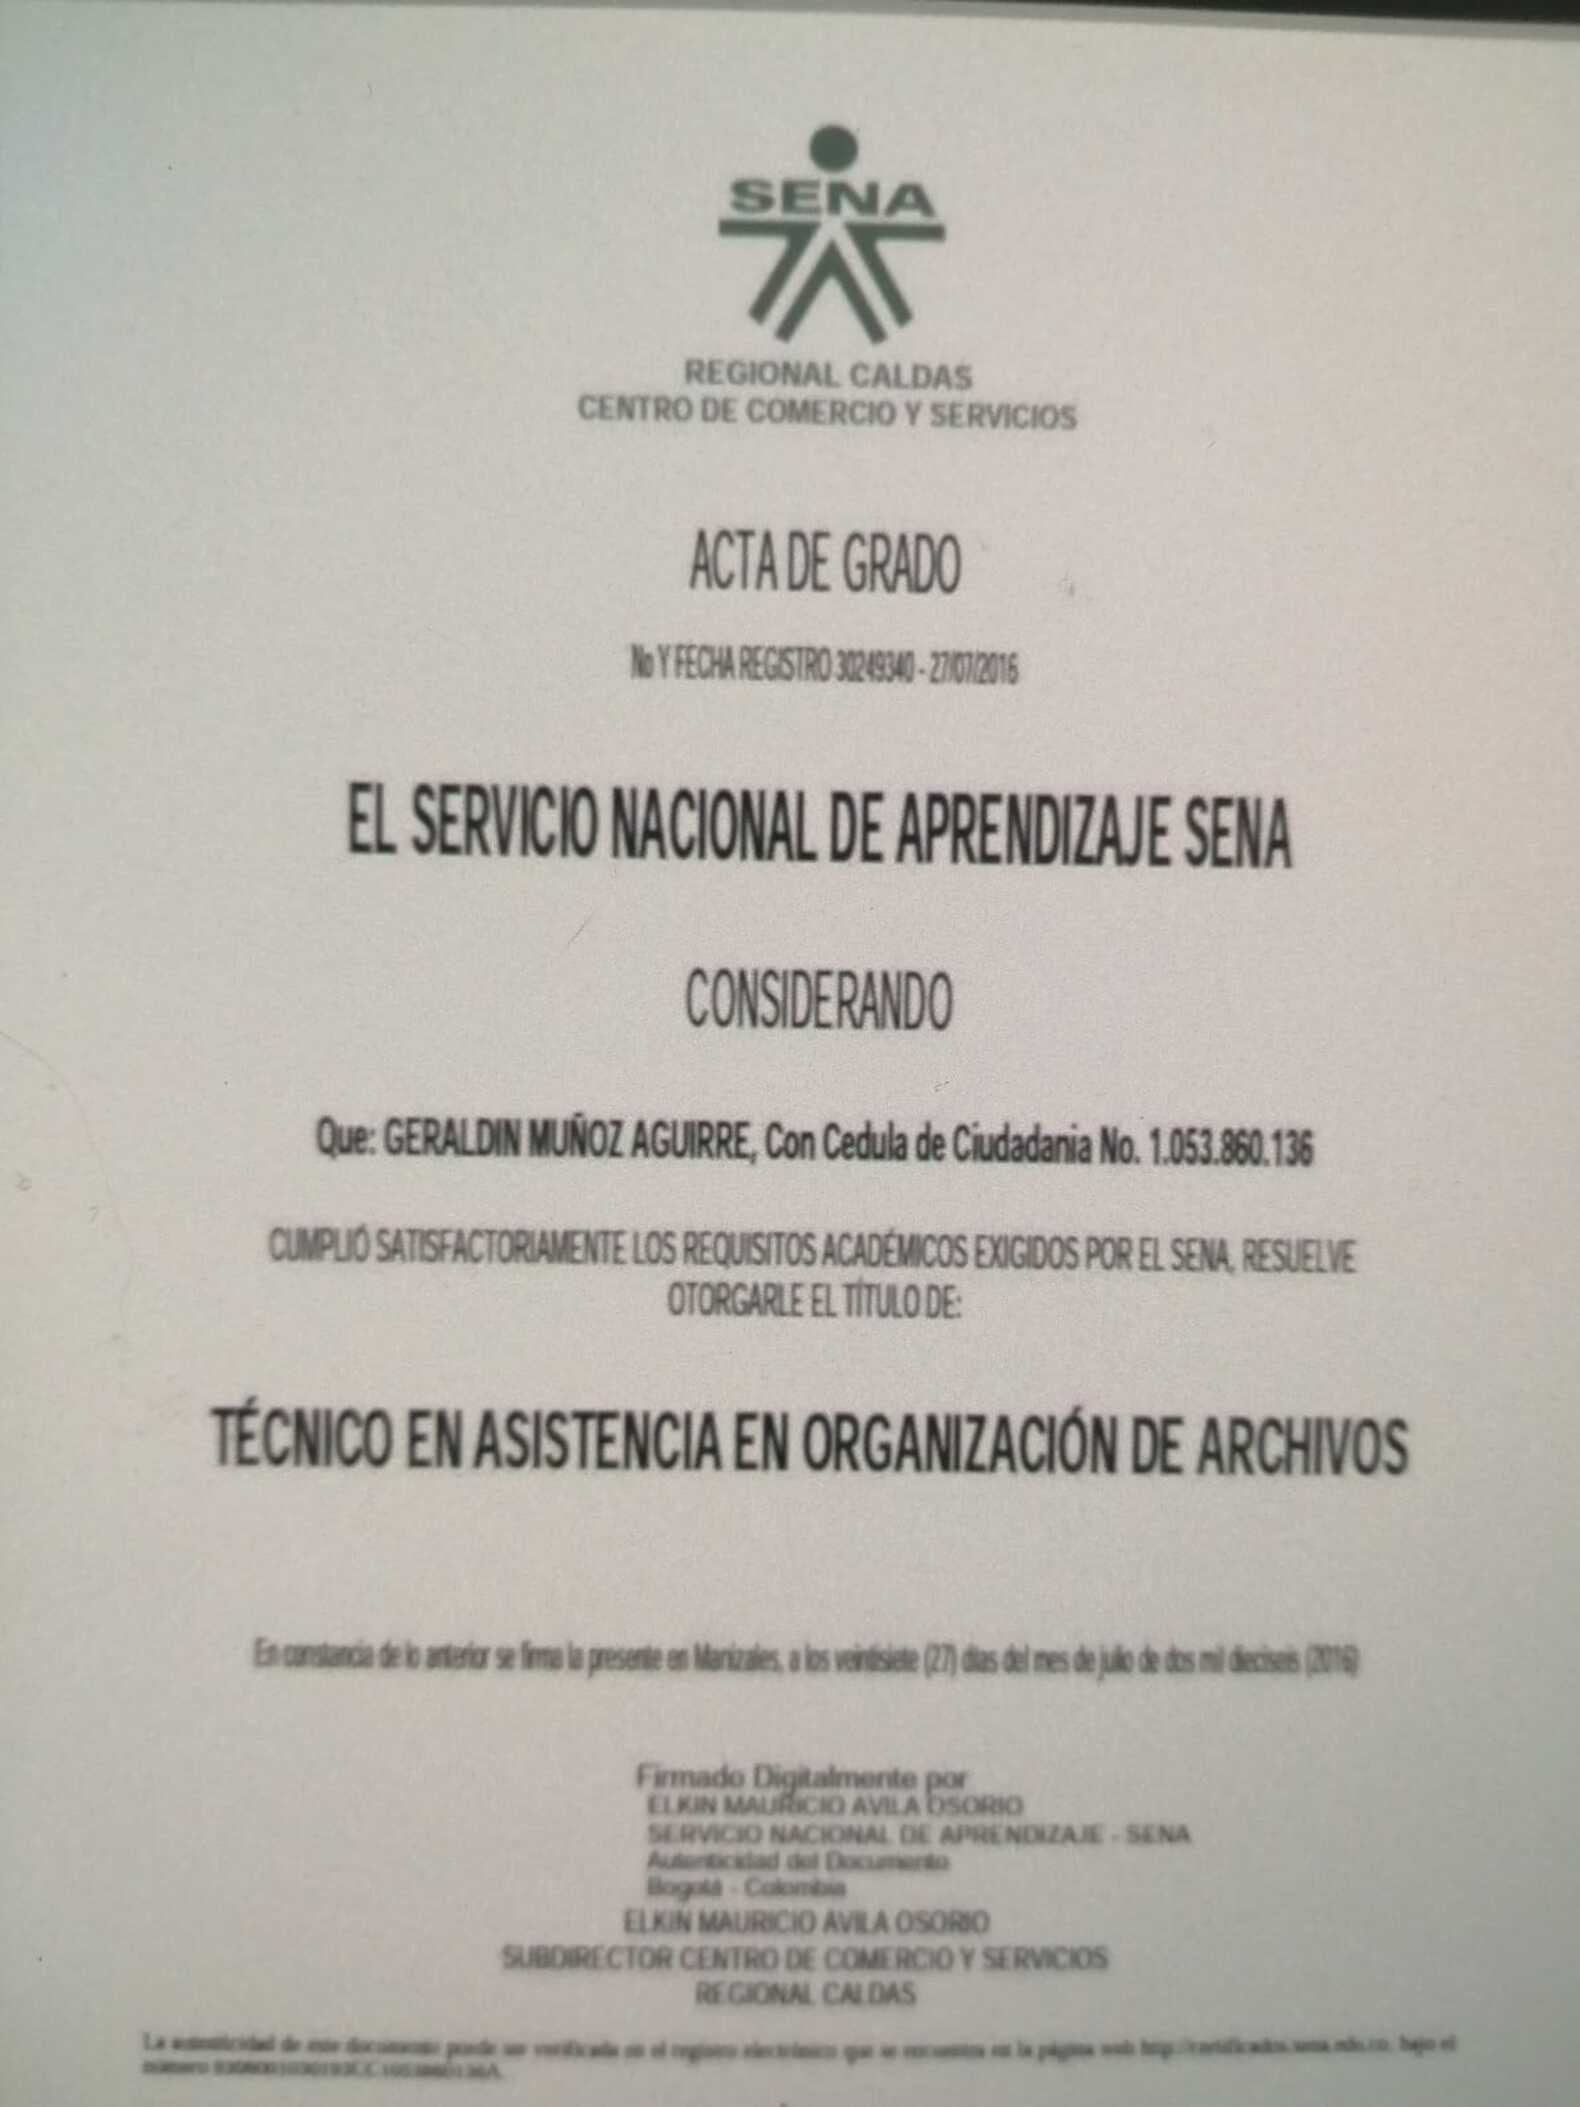 SENA
REGIONAL CALDAS
CENTRO DE COMERCIO Y SERVICIOS
ACTA DE GRADO
No Y FECHA REGISTRO 30249340 - 27/07/2016
EL SERVICIO NACIONAL DE APRENDIZAJE SENA
CONSIDERANDO
Que: GERALDIN MUÑOZ AGUIRRE, Con Cedula de Ciudadania No. 1.053.860.136
CUMPLIÓ SATISFACTORIAMENTE LOS REQUISITOS ACADÉMICOS EXIGIDOS POR EL SENA, RESUELVE
OTORGARLE EL TÍTULO DE:
TÉCNICO EN ASISTENCIA EN ORGANIZACIÓN DE ARCHIVOS
En constancia de lo anterior se firma la presente en Manizales, a los veintisiete (27) días del mes de julio de dos mil dieciseis (2016)
Firmado Digitalmente por
ELKIN MAURICIO AVILA OSORIO
SERVICIO NACIONAL DE APRENDIZAJE - SENA
Autenticidad del Documento
Bogotá - Colombia
ELKIN MAURICIO AVILA OSORIO
SUBDIRECTOR CENTRO DE COMERCIO Y SERVICIOS
REGIONAL CALDAS
La autenticidad de este documento puede ser verificada en el registro electrónico que se encuentra en la página web http://certificados.sena.edu.co, bajo el
número